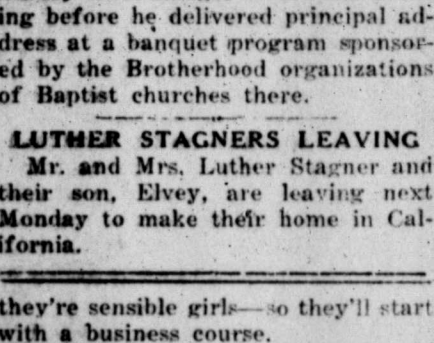 ing before he delivered principal ad-
dress at a banquet program sponsor-
ed by the Brotherhood organizations
of Baptist churches there.
LUTHER STAGNERS LEAVING
Mr. and Mrs. Luther Stagner and
their son, Elvey, are leaving next
Monday to make their home in Cal-
ifornia.
they're sensible girls—so they'll start
with a business course.